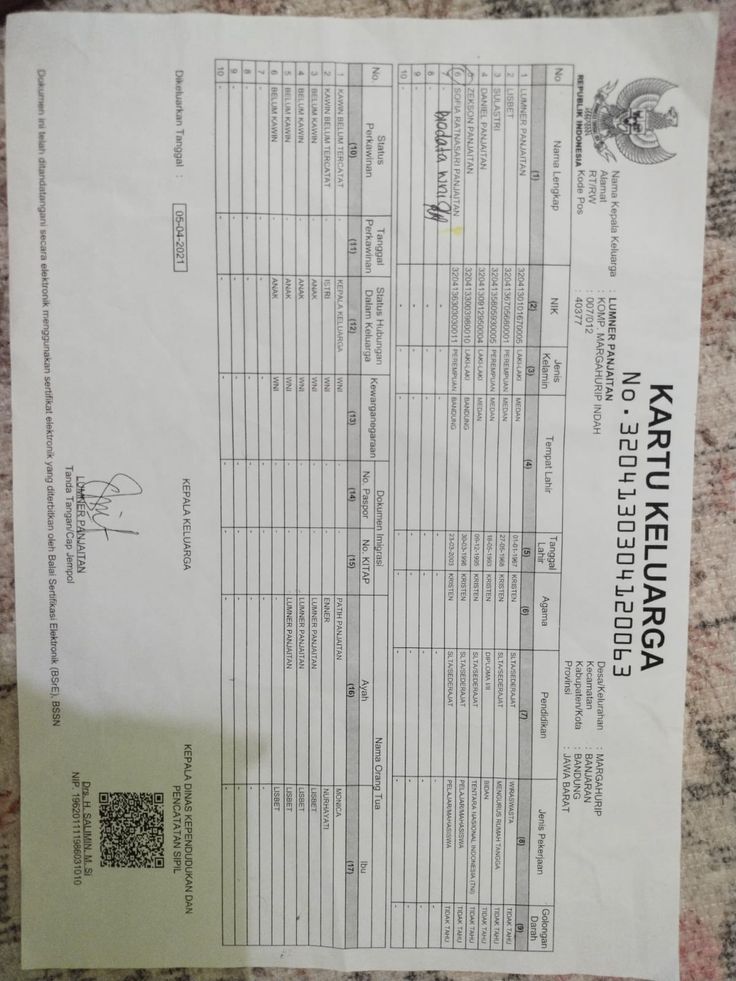 KARTU KELUARGA
No. 3204130304120063
REPUBLIK INDONESIA
Nama Kepala Keluarga : LUMNER PANJAITAN
Alamat : KOMP. MARGAHURIP INDAH
RT/RW : 007/012
Kode Pos : 40377
Desa/Kelurahan : MARGAHURIP
Kecamatan : BANJARAN
Kabupaten/Kota : BANDUNG
Provinsi : JAWA BARAT
No Nama Lengkap NIK Jenis Kelamin Tempat Lahir Tanggal Lahir Agama Pendidikan Jenis Pekerjaan Golongan Darah
(1) (2) (3) (4) (5) (6) (7) (8) (9)
1 LUMNER PANJAITAN 3204130101670005 LAKI-LAKI MEDAN 01-01-1967 KRISTEN SLTA/SEDERAJAT WIRASWASTA TIDAK TAHU
2 LISBET 3204136705680001 PEREMPUAN MEDAN 27-05-1968 KRISTEN SLTA/SEDERAJAT MENGURUS RUMAH TANGGA TIDAK TAHU
3 SULASTRI 3204135805930005 PEREMPUAN MEDAN 18-05-1993 KRISTEN DIPLOMA I/II BIDAN TIDAK TAHU
4 DANIEL PANJAITAN 3204130912950004 LAKI-LAKI MEDAN 09-12-1995 KRISTEN SLTA/SEDERAJAT TENTARA NASIONAL INDONESIA (TNI) TIDAK TAHU
5 ZEKSON PANJAITAN 3204133003980010 LAKI-LAKI BANDUNG 30-03-1998 KRISTEN SLTA/SEDERAJAT PELAJAR/MAHASISWA TIDAK TAHU
6 SOFIA RATNASARI PANJAITAN 3204136303030011 PEREMPUAN BANDUNG 23-03-2003 KRISTEN SLTA/SEDERAJAT PELAJAR/MAHASISWA TIDAK TAHU
7 - - - - - - - - -
biodata wni
8 - - - - - - - - -
9 - - - - - - - - -
10 - - - - - - - - -
No. Status Perkawinan Tanggal Perkawinan Status Hubungan Dalam Keluarga Kewarganegaraan Dokumen Imigrasi Nama Orang Tua
No. Paspor No. KITAP Ayah Ibu
(10) (11) (12) (13) (14) (15) (16) (17)
1 KAWIN BELUM TERCATAT - KEPALA KELUARGA WNI - - PATIH PANJAITAN MONICA
2 KAWIN BELUM TERCATAT - ISTRI WNI - - ENNER NURHAYATI
3 BELUM KAWIN - ANAK WNI - - LUMNER PANJAITAN LISBET
4 BELUM KAWIN - ANAK WNI - - LUMNER PANJAITAN LISBET
5 BELUM KAWIN - ANAK WNI - - LUMNER PANJAITAN LISBET
6 BELUM KAWIN - ANAK WNI - - LISBET
7 - - - - - - - -
8 - - - - - - - -
9 - - - - - - - -
10 - - - - - - - -
Dikeluarkan Tanggal : 05-04-2021
KEPALA KELUARGA
LUMNER PANJAITAN
Tanda Tangan/Cap Jempol
KEPALA DINAS KEPENDUDUKAN DAN
PENCATATAN SIPIL
Drs. H. SALIMIN, M. Si
NIP. 196201111986031010
Dokumen ini telah ditandatangani secara elektronik menggunakan sertifikat elektronik yang diterbitkan oleh Balai Sertifikasi Elektronik (BSrE), BSSN